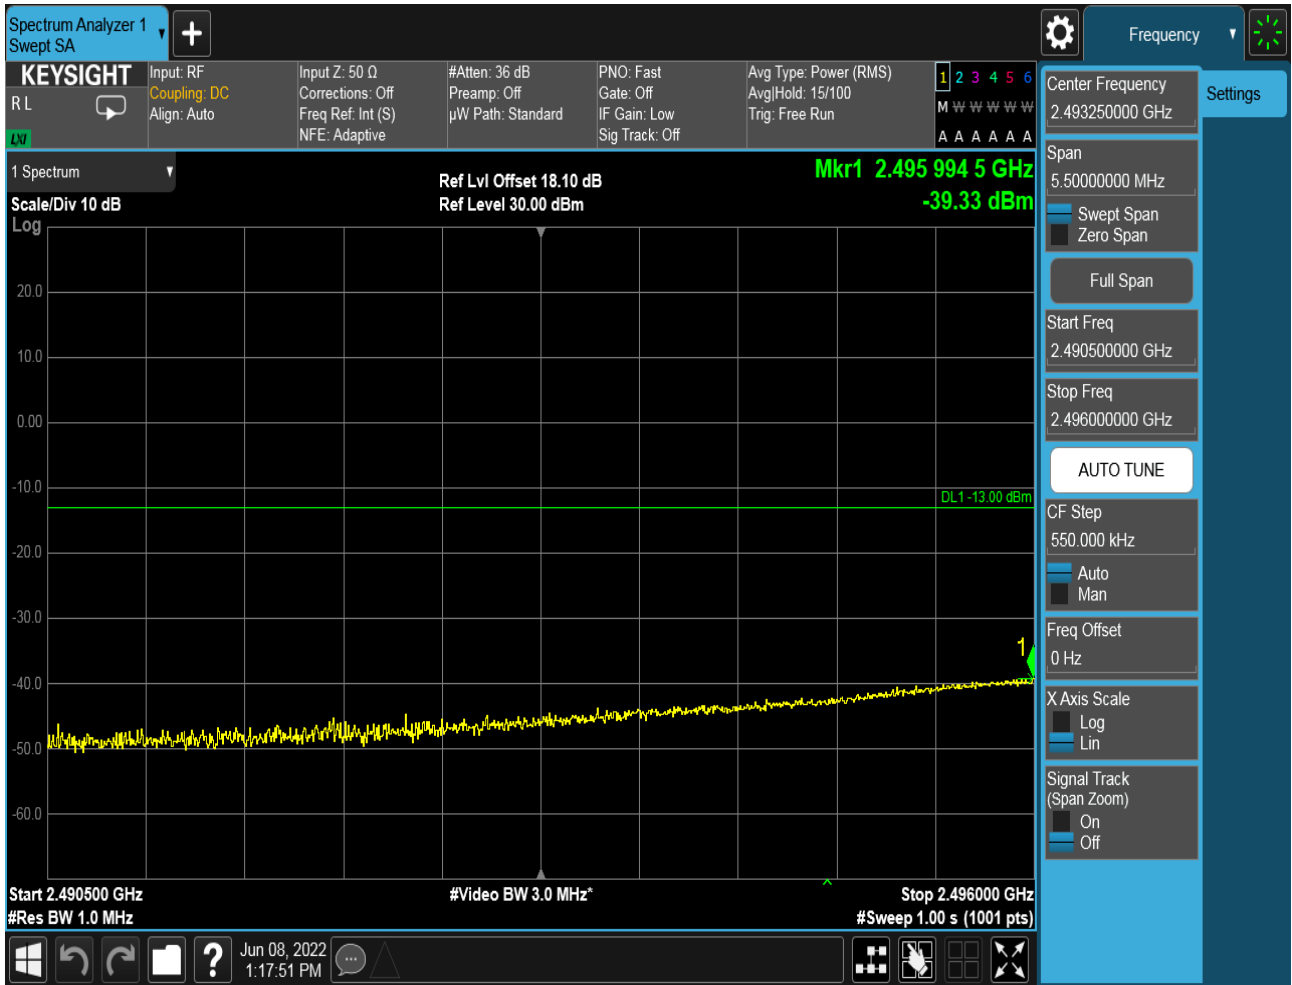 Spectrum Analyzer 1
Swept SA
+
Frequency
KEYSIGHT
R L
LXI
Input: RF
Coupling: DC
Align: Auto
Input Z: 50 Ω
Corrections: Off
Freq Ref: Int (S)
NFE: Adaptive
#Atten: 36 dB
Preamp: Off
µW Path: Standard
PNO: Fast
Gate: Off
IF Gain: Low
Sig Track: Off
Avg Type: Power (RMS)
Avg|Hold: 15/100
Trig: Free Run
1 2 3 4 5 6
M W W W W W
A A A A A A
1 Spectrum
Scale/Div 10 dB
Log
Ref Lvl Offset 18.10 dB
Ref Level 30.00 dBm
Mkr1 2.495 994 5 GHz
-39.33 dBm
20.0
10.0
0.00
-10.0
DL1 -13.00 dBm
-20.0
-30.0
1
-40.0
-50.0
-60.0
Start 2.490500 GHz
#Video BW 3.0 MHz*
Stop 2.496000 GHz
#Res BW 1.0 MHz
#Sweep 1.00 s (1001 pts)
?
Jun 08, 2022
1:17:51 PM
Center Frequency
2.493250000 GHz
Settings
Span
5.50000000 MHz
Swept Span
Zero Span
Full Span
Start Freq
2.490500000 GHz
Stop Freq
2.496000000 GHz
AUTO TUNE
CF Step
550.000 kHz
Auto
Man
Freq Offset
0 Hz
X Axis Scale
Log
Lin
Signal Track
(Span Zoom)
On
Off